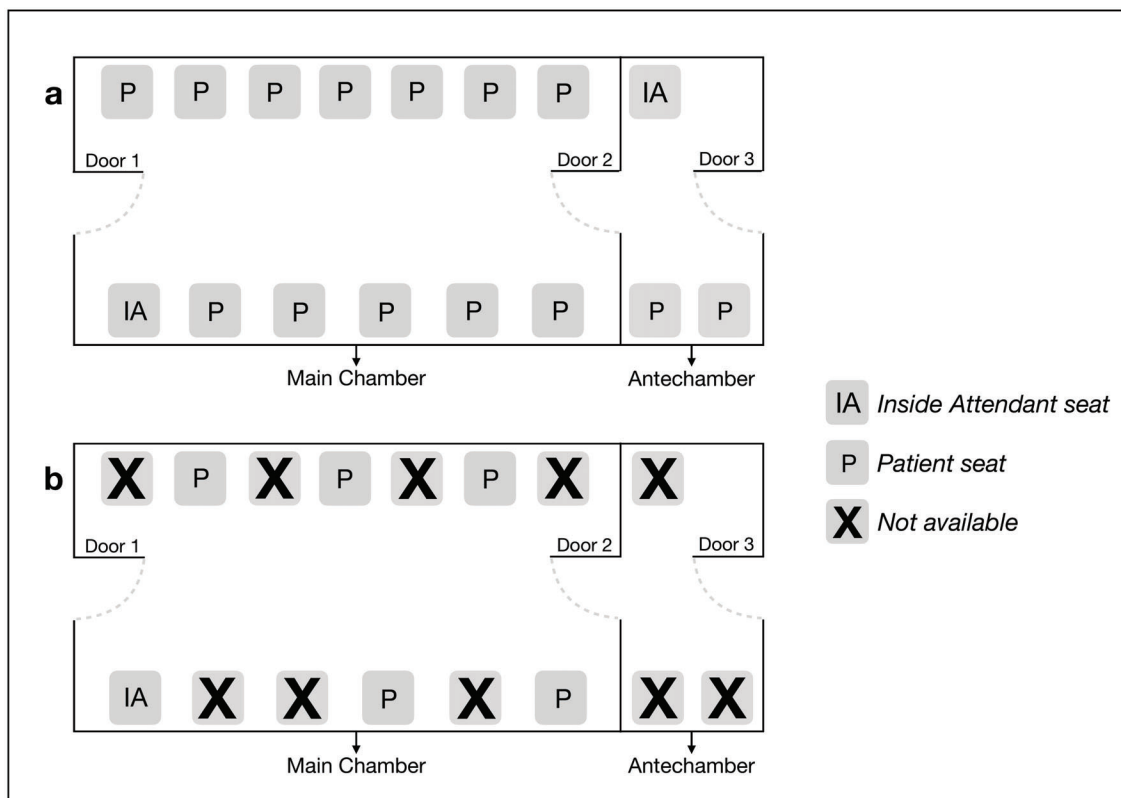 a
P P P P P P P IA
Door 1 Door 2 Door 3
IA P P P P P P P
Main Chamber Antechamber
IA Inside Attendant seat
P Patient seat
X Not available
b
X P X P X P X X
Door 1 Door 2 Door 3
IA X X P X P X X
Main Chamber Antechamber